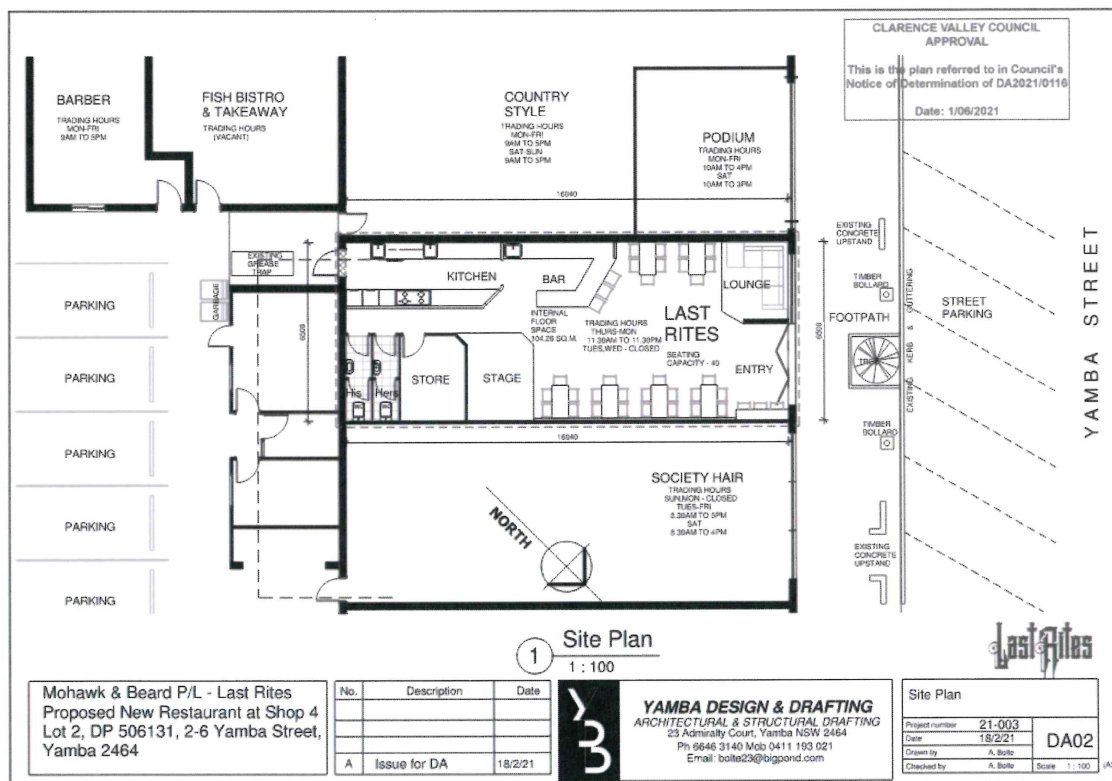 CLARENCE VALLEY COUNCIL
APPROVAL
This is the plan referred to in Council's
Notice of Determination of DA2021/0116
Date: 1/06/2021
BARBER
TRADING HOURS
MON-FRI
9AM TO 5PM
FISH BISTRO
& TAKEAWAY
TRADING HOURS
(VACANT)
COUNTRY
STYLE
TRADING HOURS
MON-FRI
9AM TO 5PM
SAT-SUN
9AM TO 5PM
PODIUM
TRADING HOURS
MON-FRI
10AM TO 4PM
SAT
10AM TO 3PM
16040
EXISTING
GREASE
TRAP
GARBAGE
6500
KITCHEN
BAR
LOUNGE
INTERNAL
FLOOR
SPACE
104.26 SQ.M.
TRADING HOURS
THURS-MON
11.30AM TO 11.30PM
TUES,WED - CLOSED
LAST
RITES
SEATING
CAPACITY - 40
ENTRY
His
Hers
STORE
STAGE
16040
6500
SOCIETY HAIR
TRADING HOURS
SUN,MON - CLOSED
TUES-FRI
8.30AM TO 5PM
SAT
8.30AM TO 4PM
NORTH
PARKING
PARKING
PARKING
PARKING
PARKING
EXISTING
CONCRETE
UPSTAND
TIMBER
BOLLARD
FOOTPATH
TREE
TIMBER
BOLLARD
EXISTING
CONCRETE
UPSTAND
EXISTING KERB & GUTTERING
STREET
PARKING
YAMBA STREET
1
Site Plan
1 : 100
Last Rites
Mohawk & Beard P/L - Last Rites
Proposed New Restaurant at Shop 4
Lot 2, DP 506131, 2-6 Yamba Street,
Yamba 2464
No. Description Date
A Issue for DA 18/2/21
YAMBA DESIGN & DRAFTING
ARCHITECTURAL & STRUCTURAL DRAFTING
23 Admiralty Court, Yamba NSW 2464
Ph 6646 3140 Mob 0411 193 021
Email: bolte23@bigpond.com
Site Plan
Project number 21-003
Date 18/2/21
Drawn by A. Bolte
Checked by A. Bolte
DA02
Scale 1 : 100